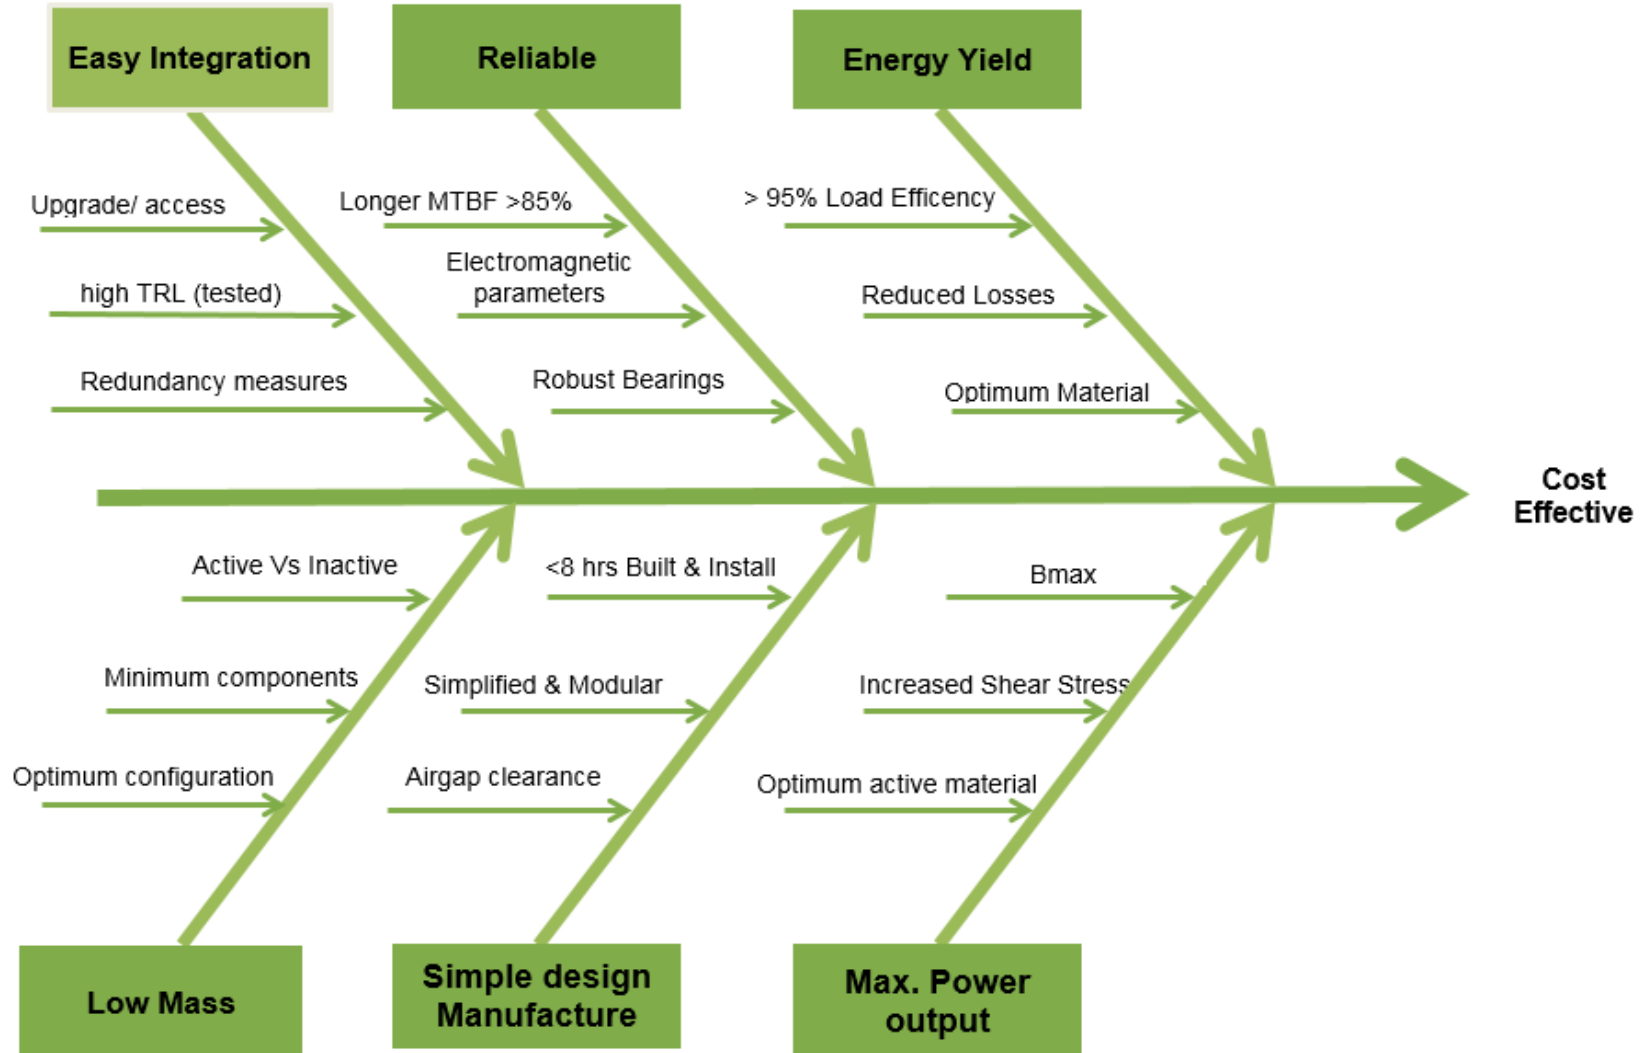 Easy Integration
Reliable
Energy Yield
Upgrade/ access
Longer MTBF >85%
> 95% Load Efficency
Electromagnetic
parameters
high TRL (tested)
Reduced Losses
Redundancy measures
Robust Bearings
Optimum Material
Cost
Effective
Active Vs Inactive
<8 hrs Built & Install
Bmax
Minimum components
Simplified & Modular
Increased Shear Stress
Optimum configuration
Airgap clearance
Optimum active material
Low Mass
Simple design
Manufacture
Max. Power
output